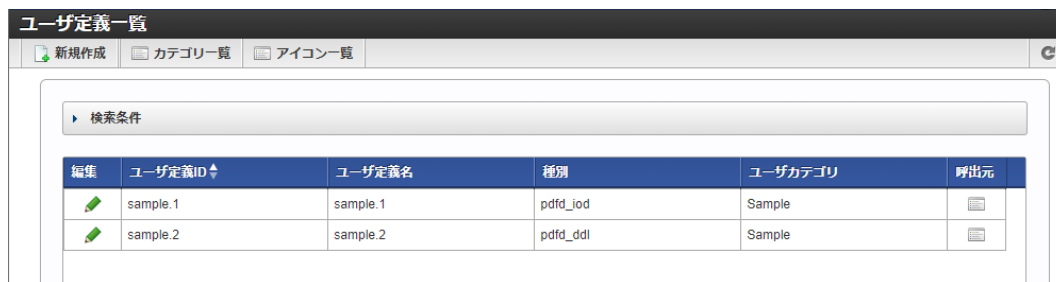 ユーザ定義一覧
新規作成 カテゴリ一覧 アイコン一覧
検索条件
編集 ユーザ定義ID ユーザ定義名 種別 ユーザカテゴリ 呼出元
sample.1 sample.1 pdfd_iod Sample
sample.2 sample.2 pdfd_ddl Sample